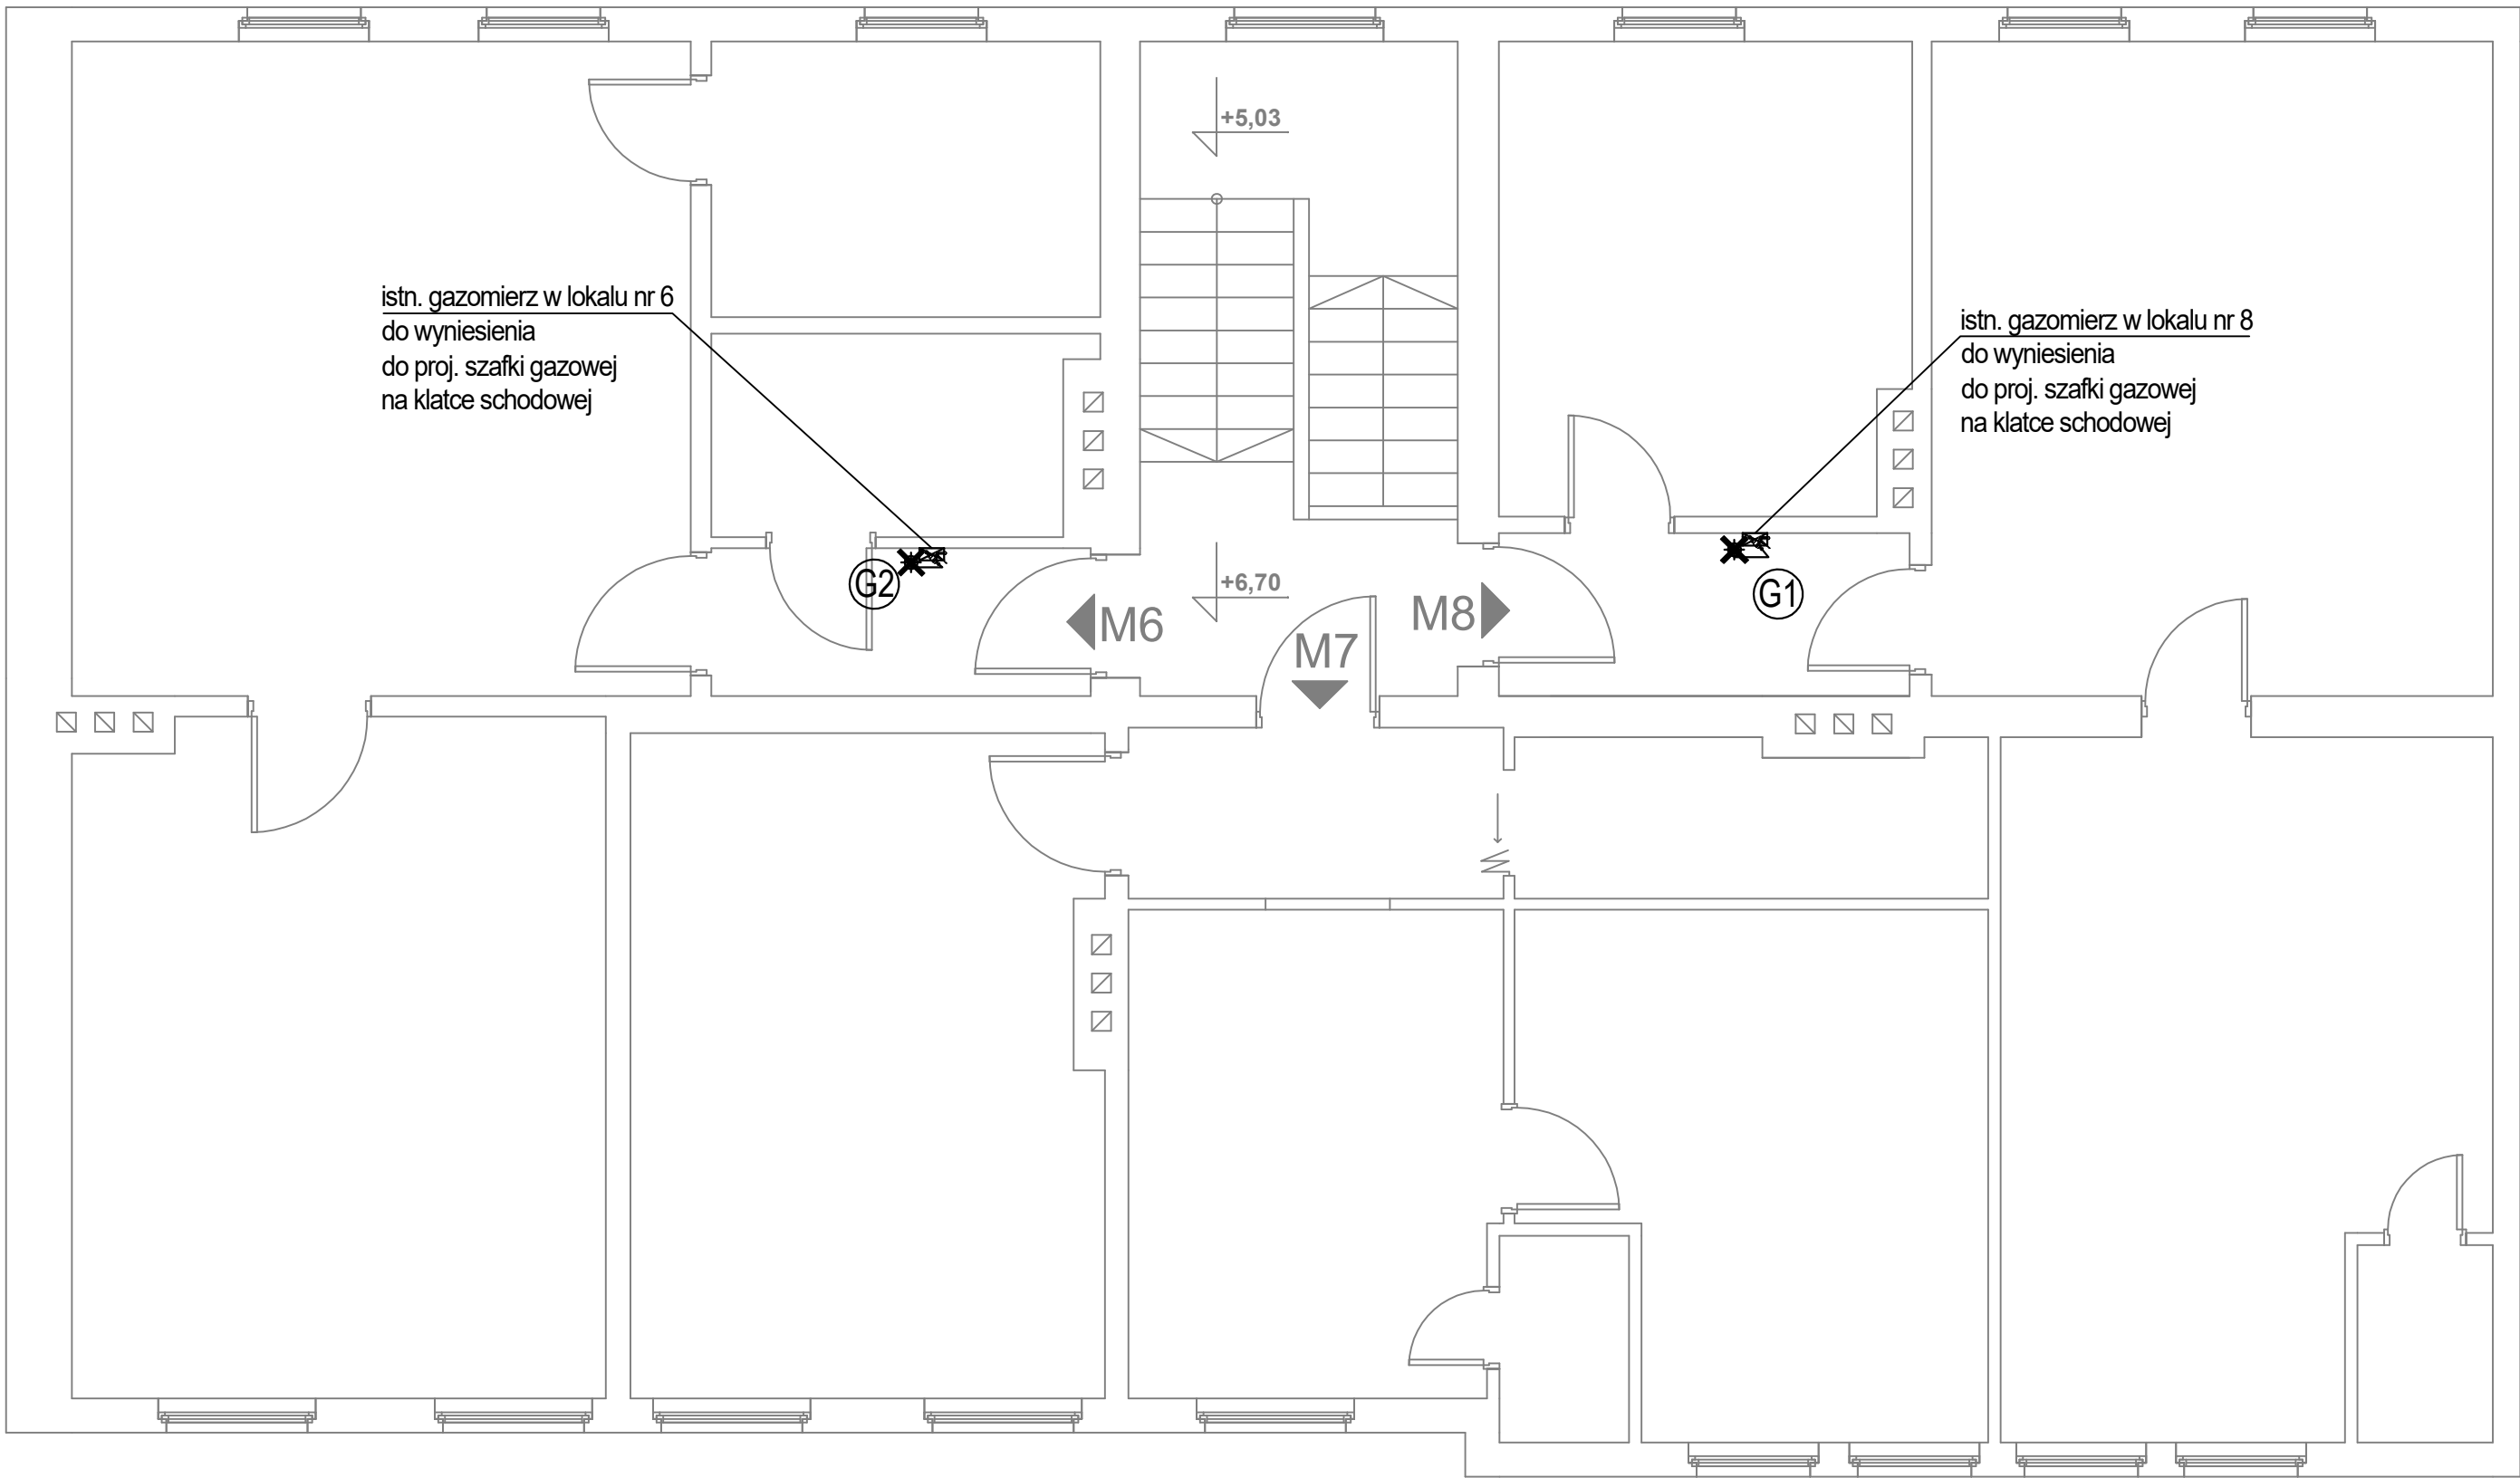 +5,03
istn. gazomierz w lokalu nr 6
do wyniesienia
do proj. szafki gazowej
na klatce schodowej
istn. gazomierz w lokalu nr 8
do wyniesienia
do proj. szafki gazowej
na klatce schodowej
G2
+6,70
G1
M6
M8
M7